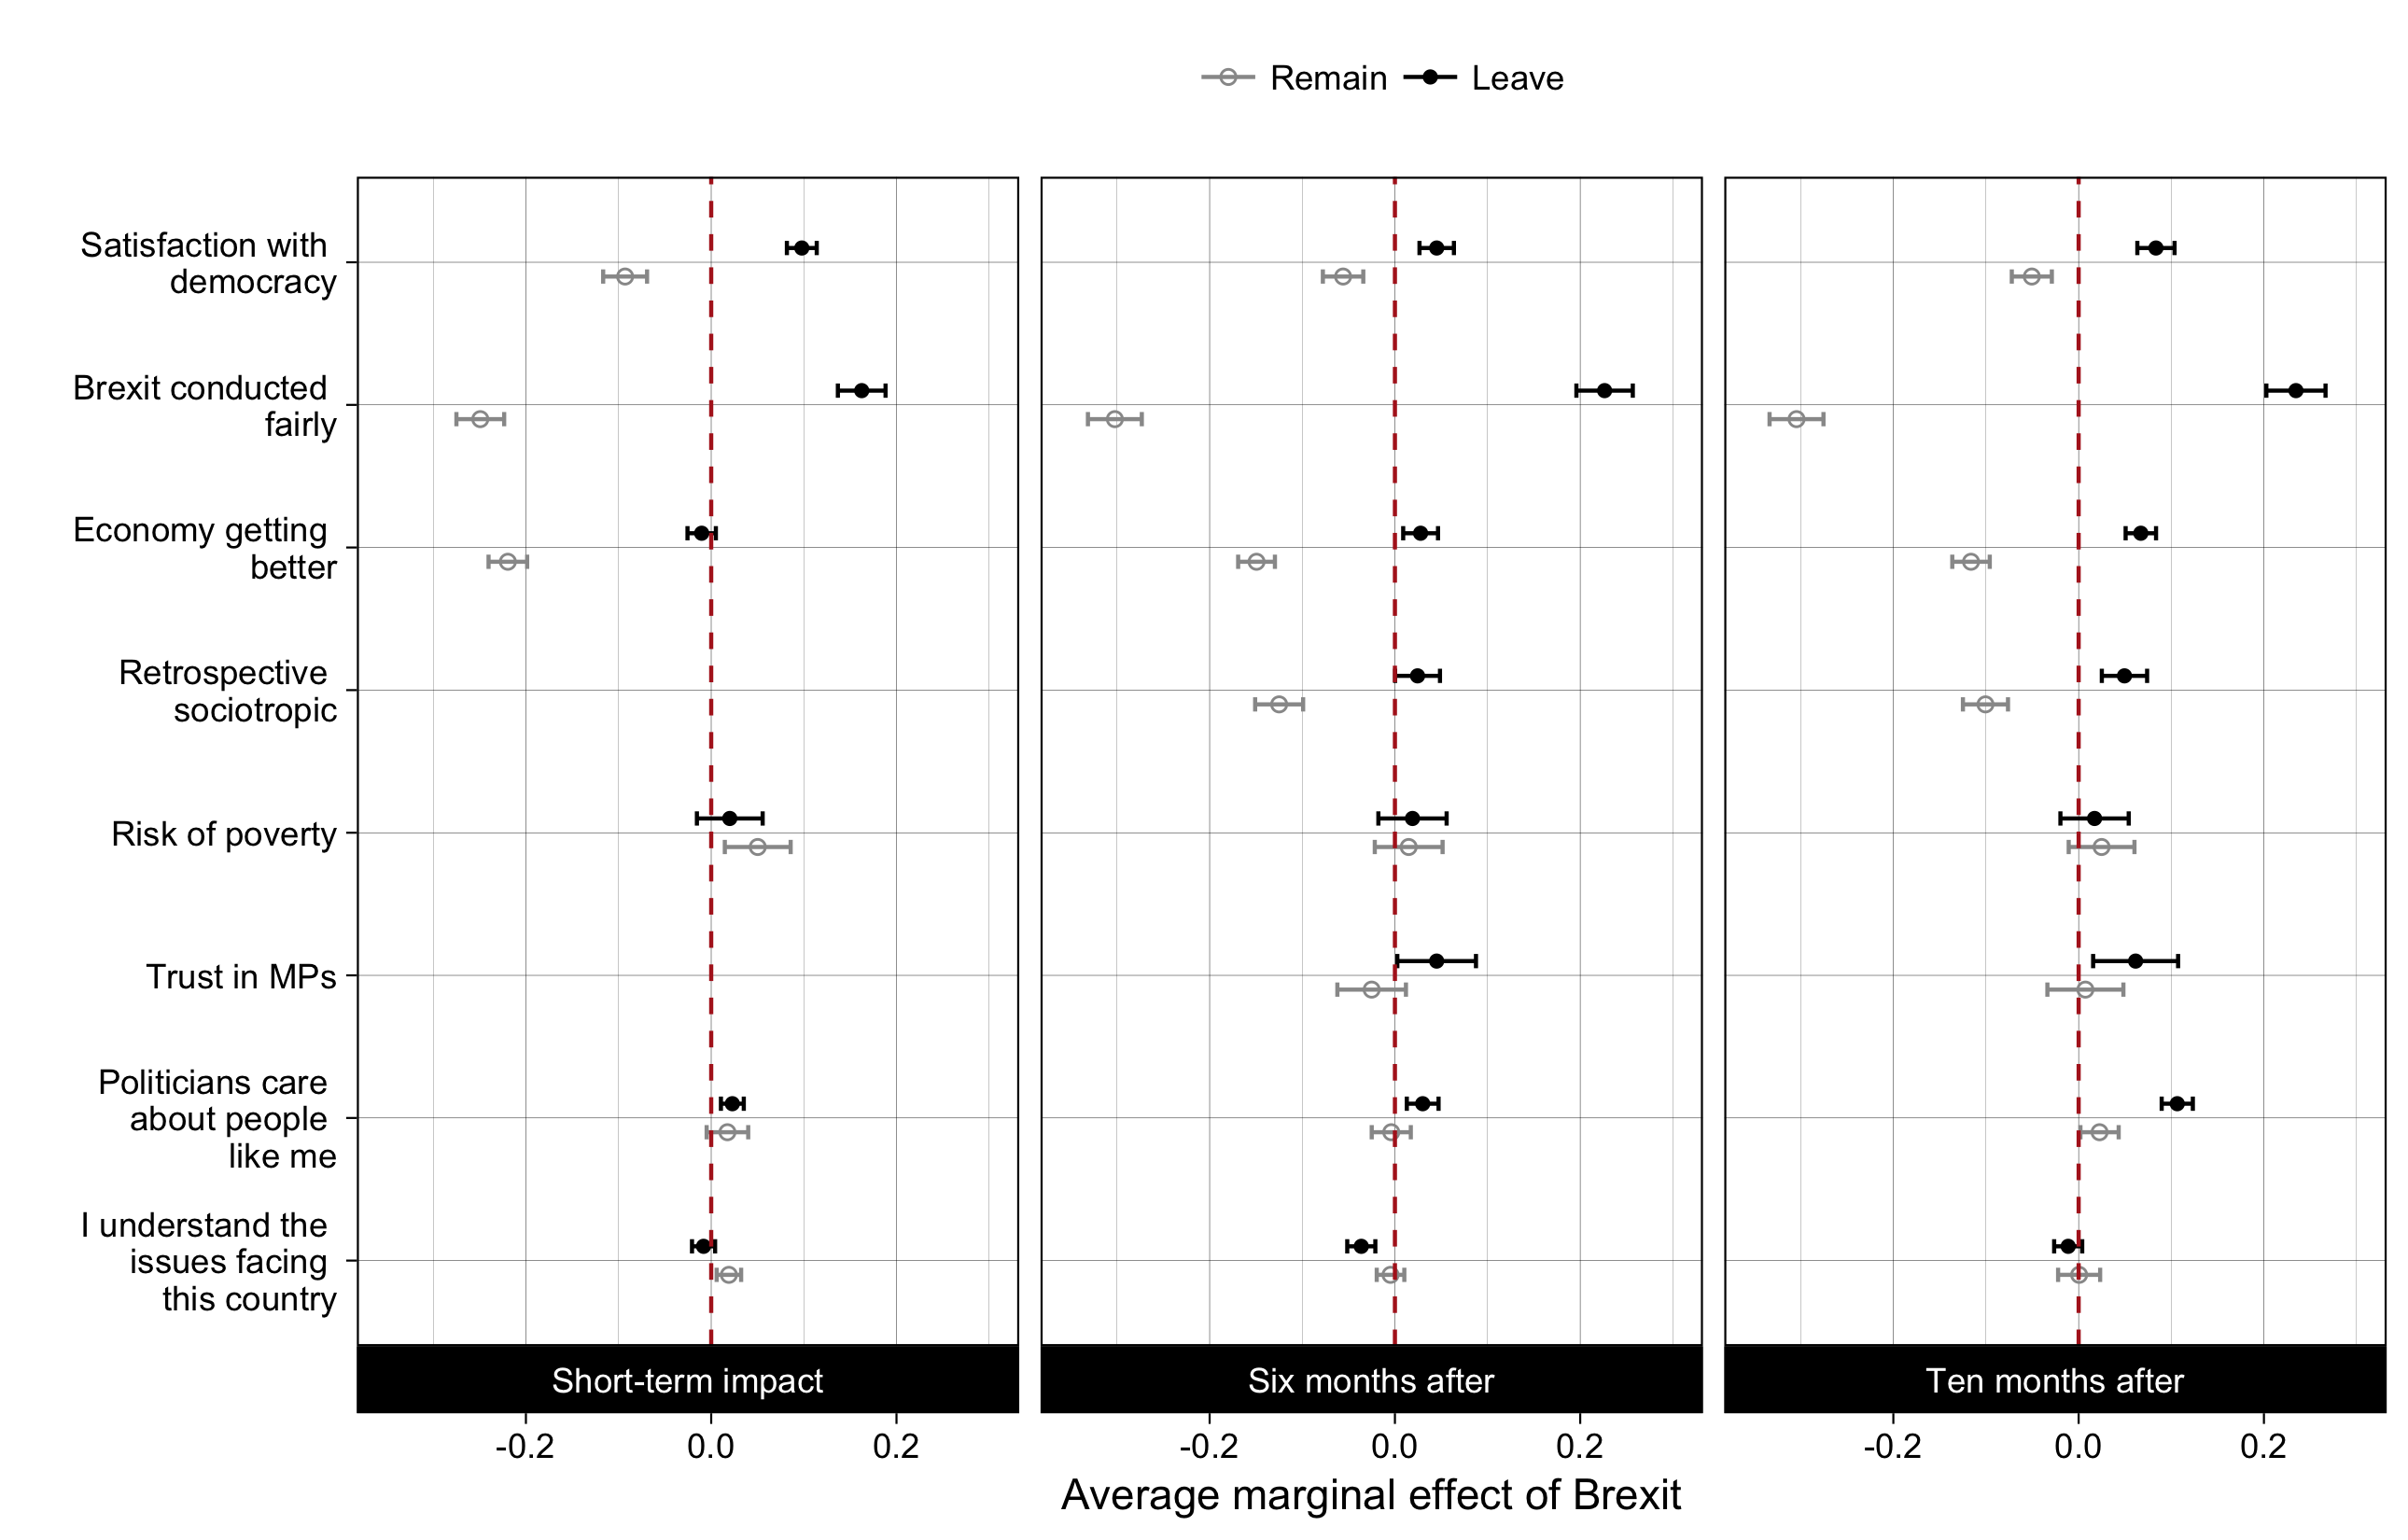 Remain Leave
Satisfaction with
democracy
Brexit conducted
fairly
Economy getting
better
Retrospective
sociotropic
Risk of poverty
Trust in MPs
Politicians care
about people
like me
I understand the
issues facing
this country
Short-term impact Six months after Ten months after
-0.2 0.0 0.2 -0.2 0.0 0.2 -0.2 0.0 0.2
Average marginal effect of Brexit